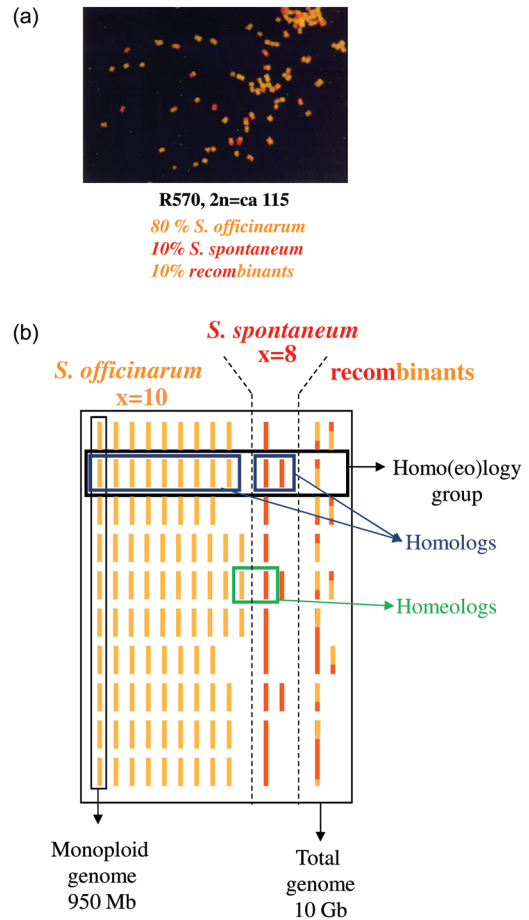 (a)
R570, 2n=ca 115
80 % S. officinarum
10% S. spontaneum
10% recombinants
(b)
S. spontaneum
x=8
S. officinarum
x=10
recombinants
Homo(eo)logy
group
Homologs
Homeologs
Monoploid
genome
950 Mb
Total
genome
10 Gb